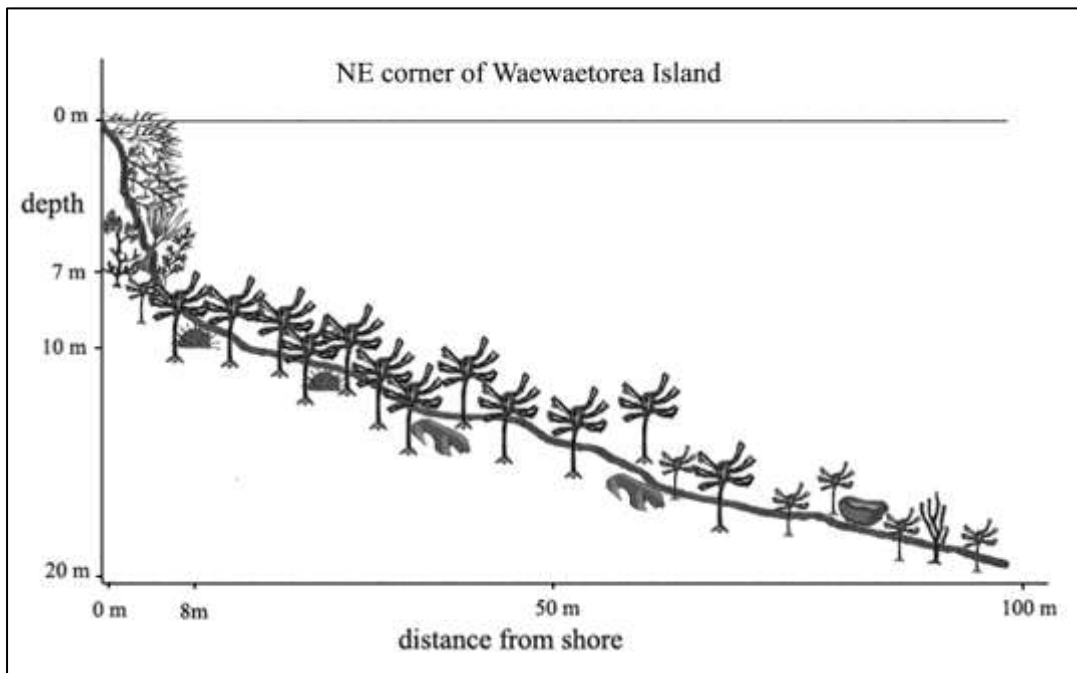 NE corner of Waewaetorea Island
0 m
depth
7 m
10 m
20 m
0 m
8m
50 m
100 m
distance from shore